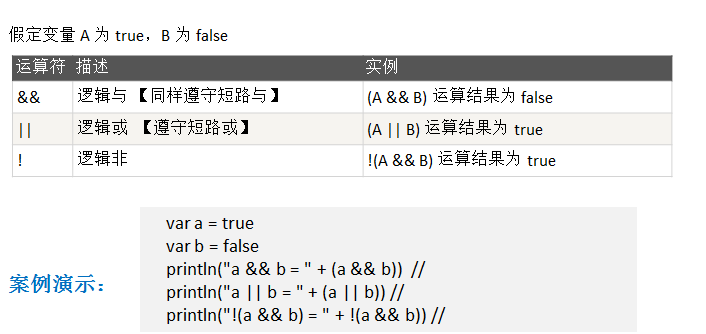 假定变量 A 为 true，B 为 false
运算符 描述 实例
&& 逻辑与 【同样遵守短路与】 (A && B) 运算结果为 false
|| 逻辑或 【遵守短路或】 (A || B) 运算结果为 true
! 逻辑非 !(A && B) 运算结果为 true
案例演示：
var a = true
var b = false
println("a && b = " + (a && b)) //
println("a || b = " + (a || b)) //
println("!(a && b) = " + !(a && b)) //